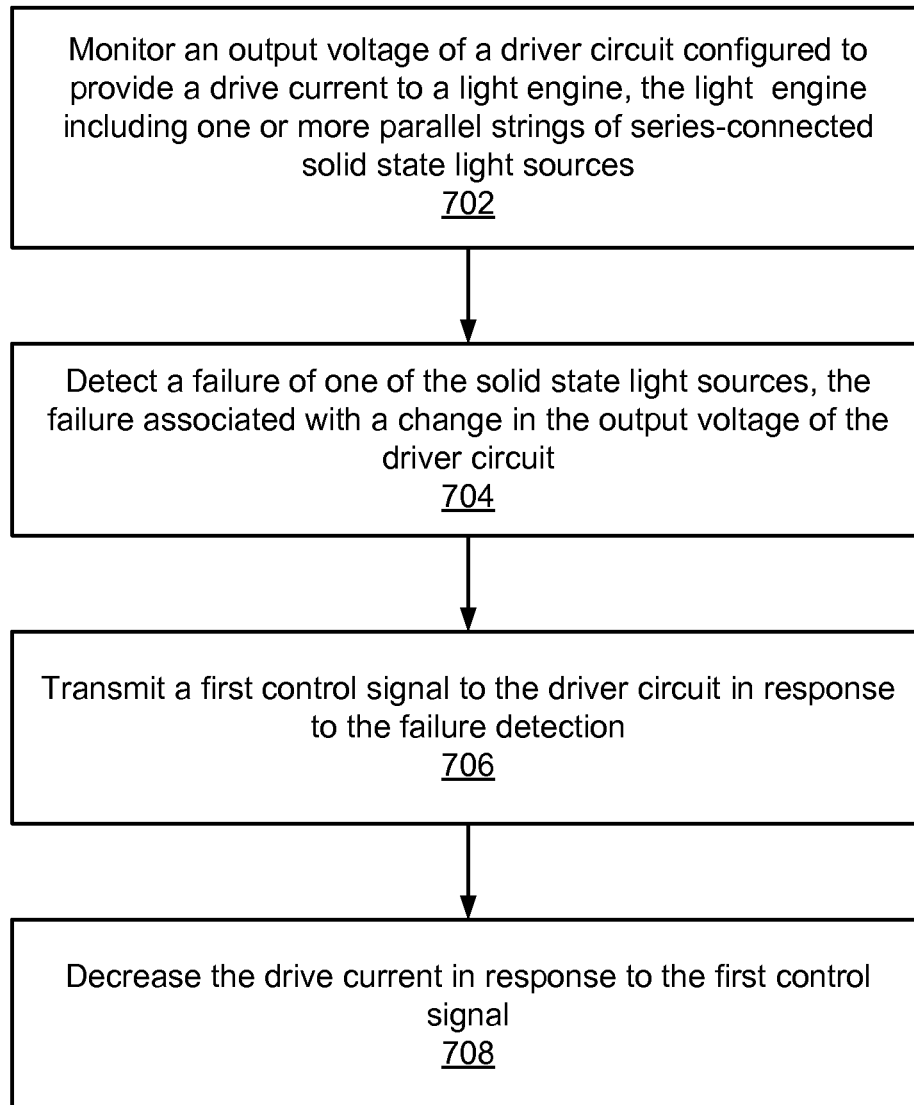 Monitor an output voltage of a driver circuit configured to
provide a drive current to a light engine, the light engine
including one or more parallel strings of series-connected
solid state light sources
702
Detect a failure of one of the solid state light sources, the
failure associated with a change in the output voltage of the
driver circuit
704
Transmit a first control signal to the driver circuit in response
to the failure detection
706
Decrease the drive current in response to the first control
signal
708